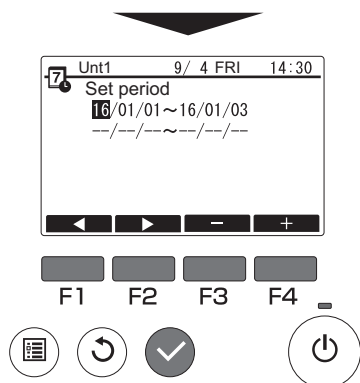 7 Unt1 9/ 4 FRI 14:30
Set period
16/01/01～16/01/03
--/--/--～--/--/--
− +
F1 F2 F3 F4